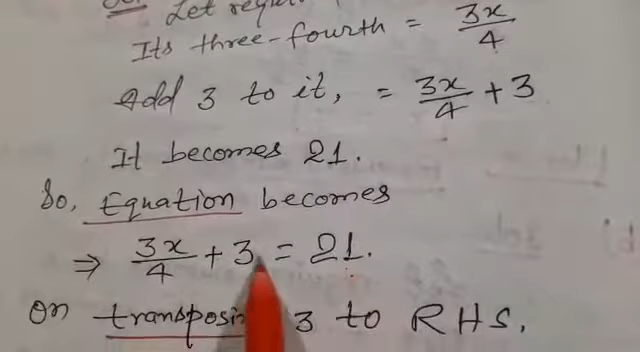 Let
Its three-fourth = 3x/4
Add 3 to it, = 3x/4 + 3
It becomes 21.
So, Equation becomes
⇒ 3x/4 + 3 = 21.
On transposi 3 to RHS.